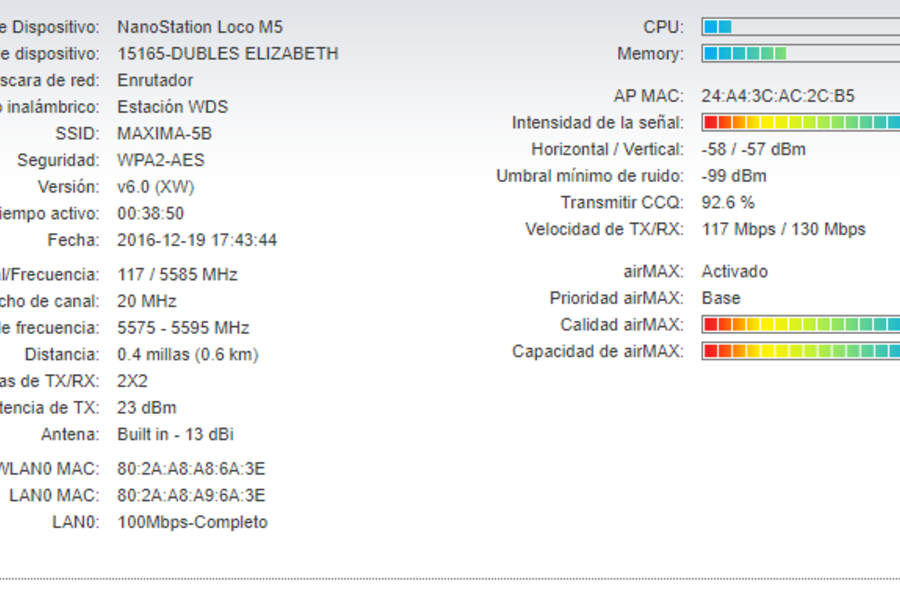 e Dispositivo: NanoStation Loco M5
e dispositivo: 15165-DUBLES ELIZABETH
scara de red: Enrutador
o inalámbrico: Estación WDS
SSID: MAXIMA-5B
Seguridad: WPA2-AES
Versión: v6.0 (XW)
iempo activo: 00:38:50
Fecha: 2016-12-19 17:43:44
al/Frecuencia: 117 / 5585 MHz
cho de canal: 20 MHz
e frecuencia: 5575 - 5595 MHz
Distancia: 0.4 millas (0.6 km)
as de TX/RX: 2X2
tencia de TX: 23 dBm
Antena: Built in - 13 dBi
WLAN0 MAC: 80:2A:A8:A8:6A:3E
LAN0 MAC: 80:2A:A8:A9:6A:3E
LAN0: 100Mbps-Completo
CPU:
Memory:
AP MAC: 24:A4:3C:AC:2C:B5
Intensidad de la señal:
Horizontal / Vertical: -58 / -57 dBm
Umbral mínimo de ruido: -99 dBm
Transmitir CCQ: 92.6 %
Velocidad de TX/RX: 117 Mbps / 130 Mbps
airMAX: Activado
Prioridad airMAX: Base
Calidad airMAX:
Capacidad de airMAX: